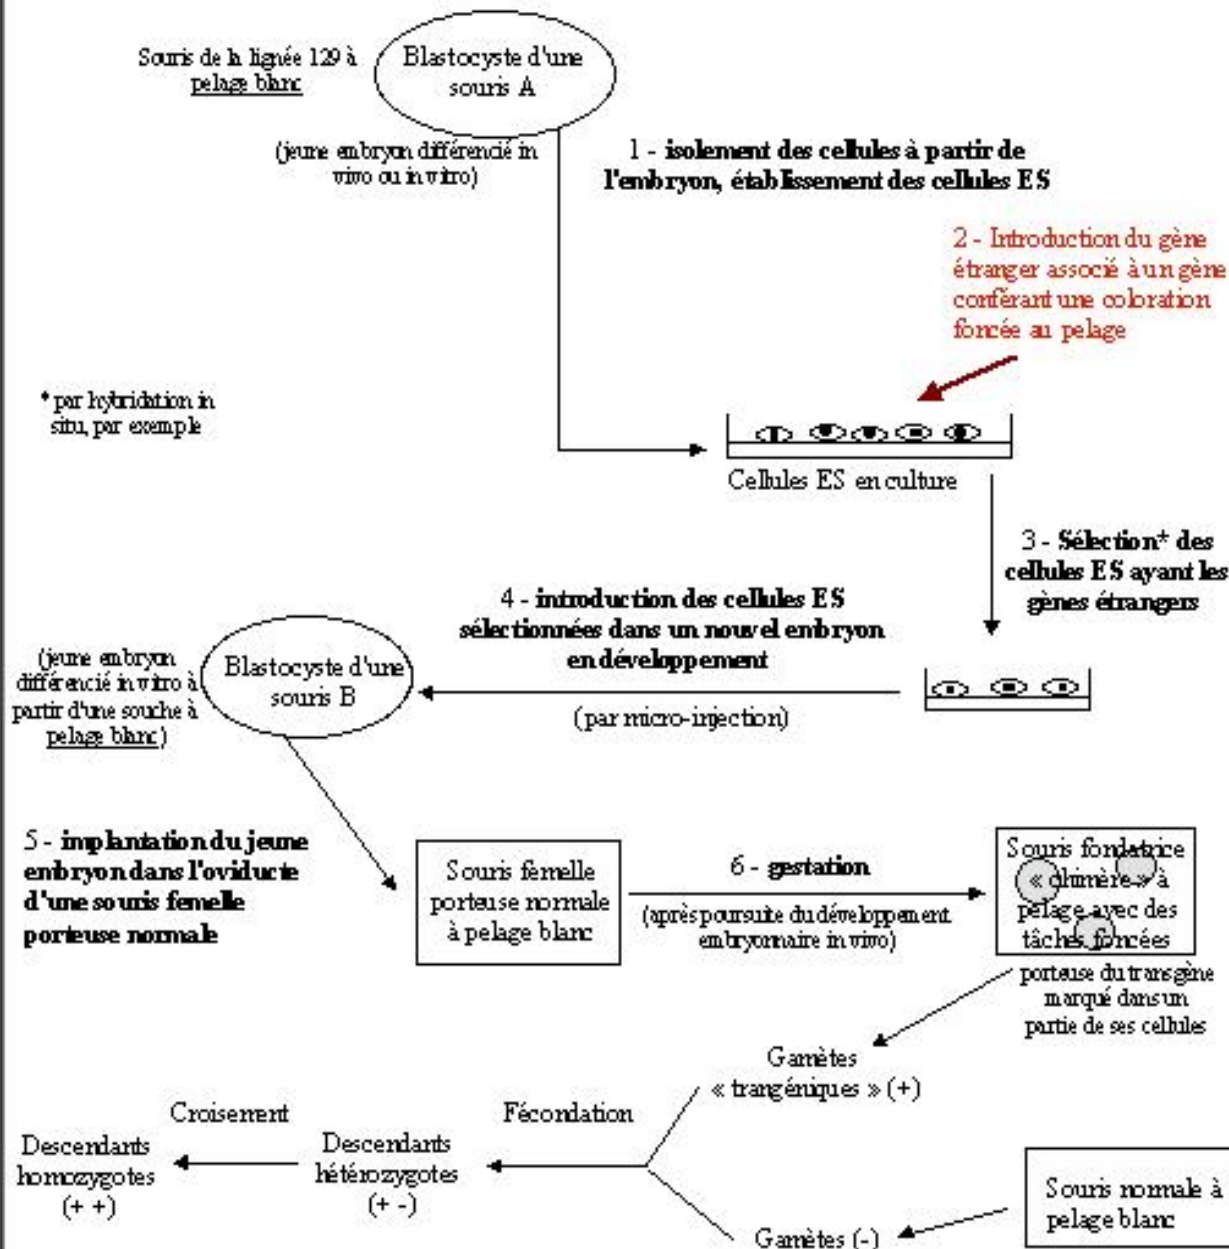 Souris de la lignée 129 à
pelage blanc
Blastocyste d'une
souris A
(jeune embryon différencié in
vivo ou in vitro)
1 - isolement des cellules à partir de
l'embryon, établissement des cellules ES
2 - Introduction du gène
étranger associé à un gène
conférant une coloration
foncée au pelage
* par hybridation in
situ, par exemple
Cellules ES en culture
3 - Sélection* des
cellules ES ayant les
gènes étrangers
4 - introduction des cellules ES
sélectionnées dans un nouvel embryon
en développement
(par micro-injection)
(jeune embryon
différencié in vitro à
partir d'une souche à
pelage blanc)
Blastocyste d'une
souris B
5 - implantation du jeune
embryon dans l'oviducte
d'une souris femelle
porteuse normale
Souris femelle
porteuse normale
à pelage blanc
6 - gestation
(après poursuite du développement
embryonnaire in vivo)
Souris fondatrice
« chimère » à
pelage avec des
tâches foncées
porteuse du transgène
marqué dans un
partie de ses cellules
Gamètes
« trangéniques » (+)
Croisement
Fécondation
Descendants
homozygotes
(+ +)
Descendants
hétérozygotes
(+ -)
Souris normale à
pelage blanc
Gamètes (-)